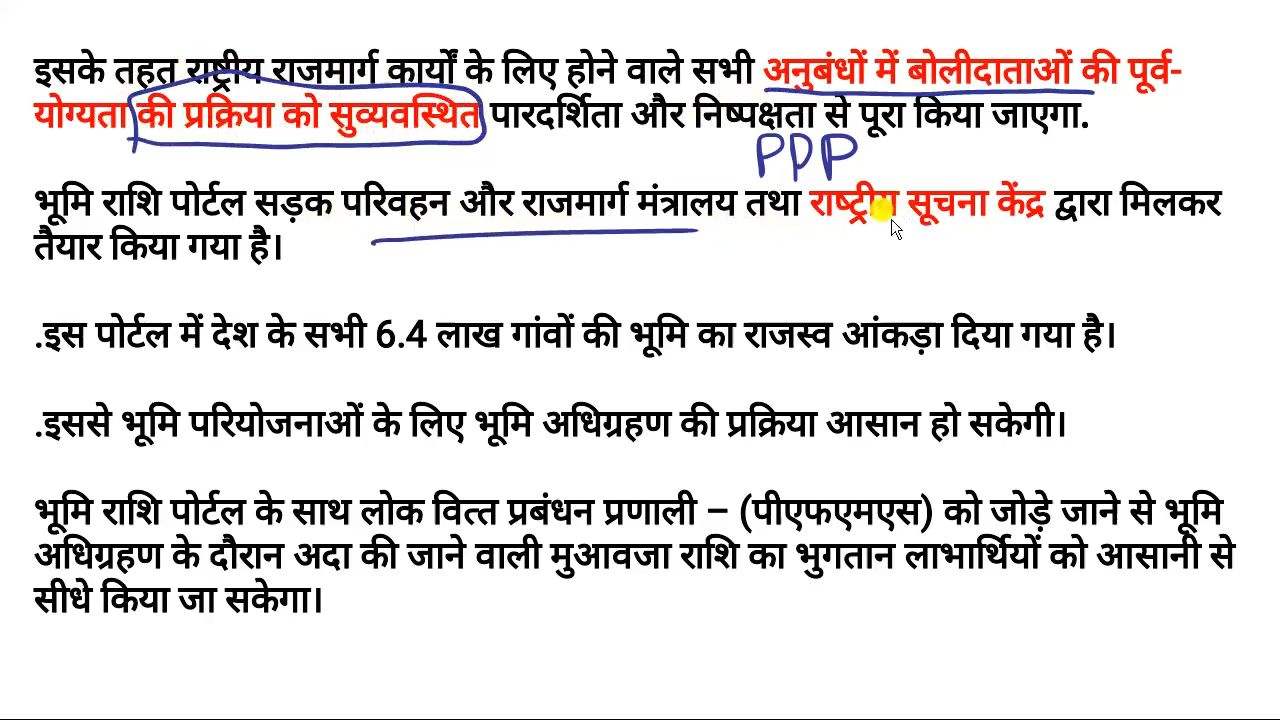 इसके तहत राष्ट्रीय राजमार्ग कार्यों के लिए होने वाले सभी अनुबंधों में बोलीदाताओं की पूर्व-
योग्यता की प्रक्रिया को सुव्यवस्थित पारदर्शिता और निष्पक्षता से पूरा किया जाएगा.
PPP
भूमि राशि पोर्टल सड़क परिवहन और राजमार्ग मंत्रालय तथा राष्ट्रीय सूचना केंद्र द्वारा मिलकर
तैयार किया गया है।
.इस पोर्टल में देश के सभी 6.4 लाख गांवों की भूमि का राजस्व आंकड़ा दिया गया है।
.इससे भूमि परियोजनाओं के लिए भूमि अधिग्रहण की प्रक्रिया आसान हो सकेगी।
भूमि राशि पोर्टल के साथ लोक वित्त प्रबंधन प्रणाली – (पीएफएमएस) को जोड़े जाने से भूमि
अधिग्रहण के दौरान अदा की जाने वाली मुआवजा राशि का भुगतान लाभार्थियों को आसानी से
सीधे किया जा सकेगा।